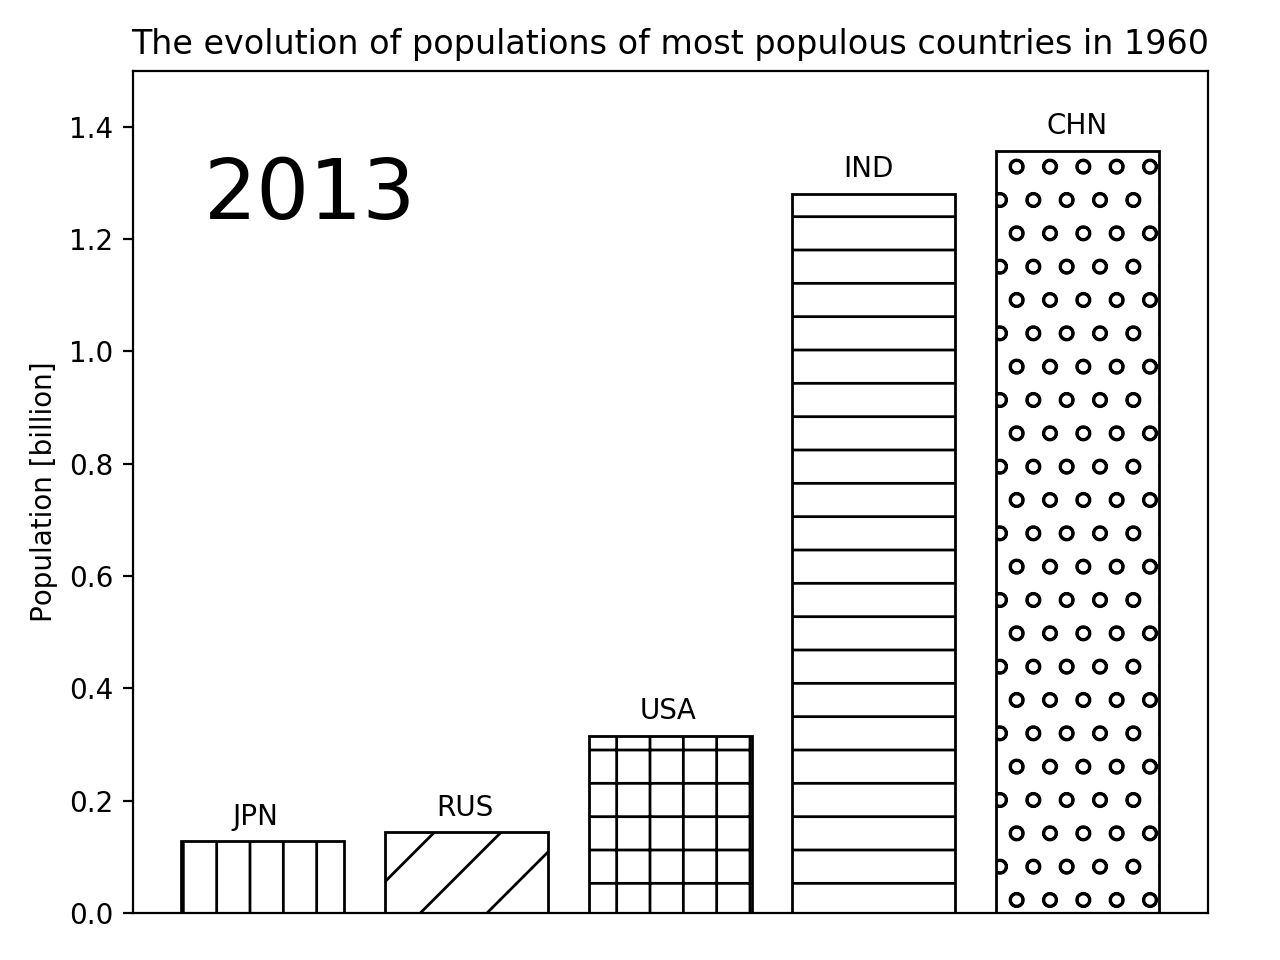 The evolution of populations of most populous countries in 1960
2013
Population [billion]
1.4
1.2
1.0
0.8
0.6
0.4
0.2
0.0
JPN
RUS
USA
IND
CHN